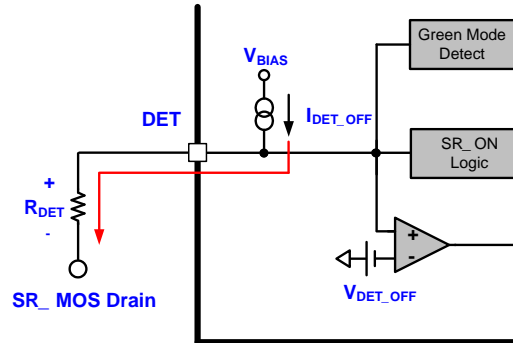 Green Mode
Detect
VBIAS
DET
IDET_OFF
SR_ ON
Logic
+
RDET
-
+
-
VDET_OFF
SR_ MOS Drain